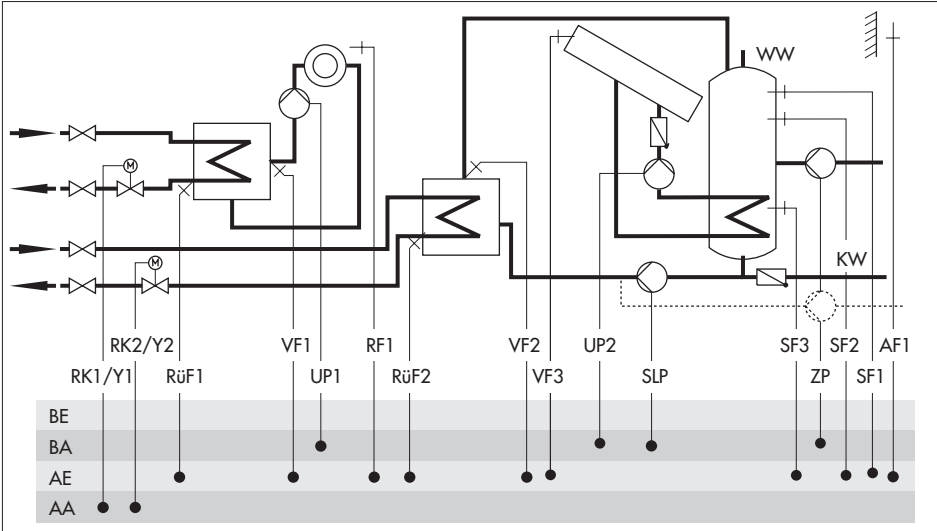 WW
M
KW
M
RK2/Y2 VF1 RF1 VF2 UP2 SF3 SF2 AF1
RK1/Y1 RüF1 UP1 RüF2 VF3 SLP ZP SF1
BE
BA
AE
AA